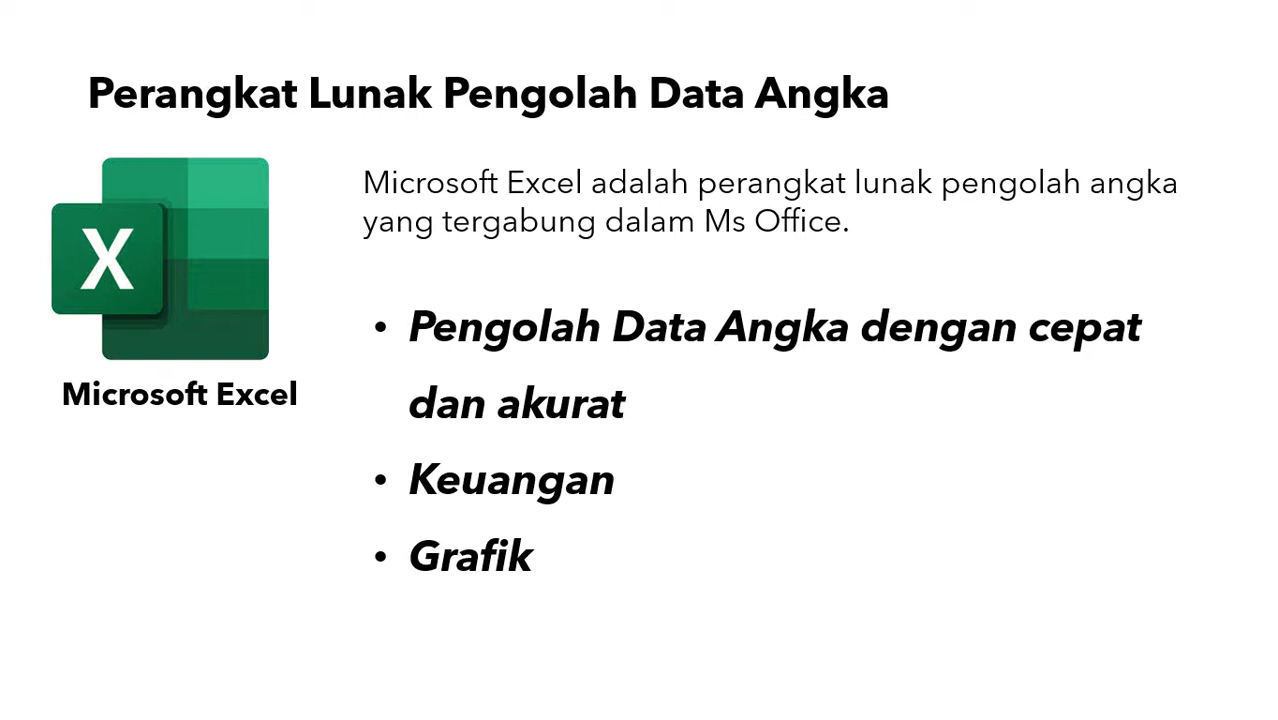 Perangkat Lunak Pengolah Data Angka
X
Microsoft Excel
Microsoft Excel adalah perangkat lunak pengolah angka
yang tergabung dalam Ms Office.
• Pengolah Data Angka dengan cepat
dan akurat
• Keuangan
• Grafik